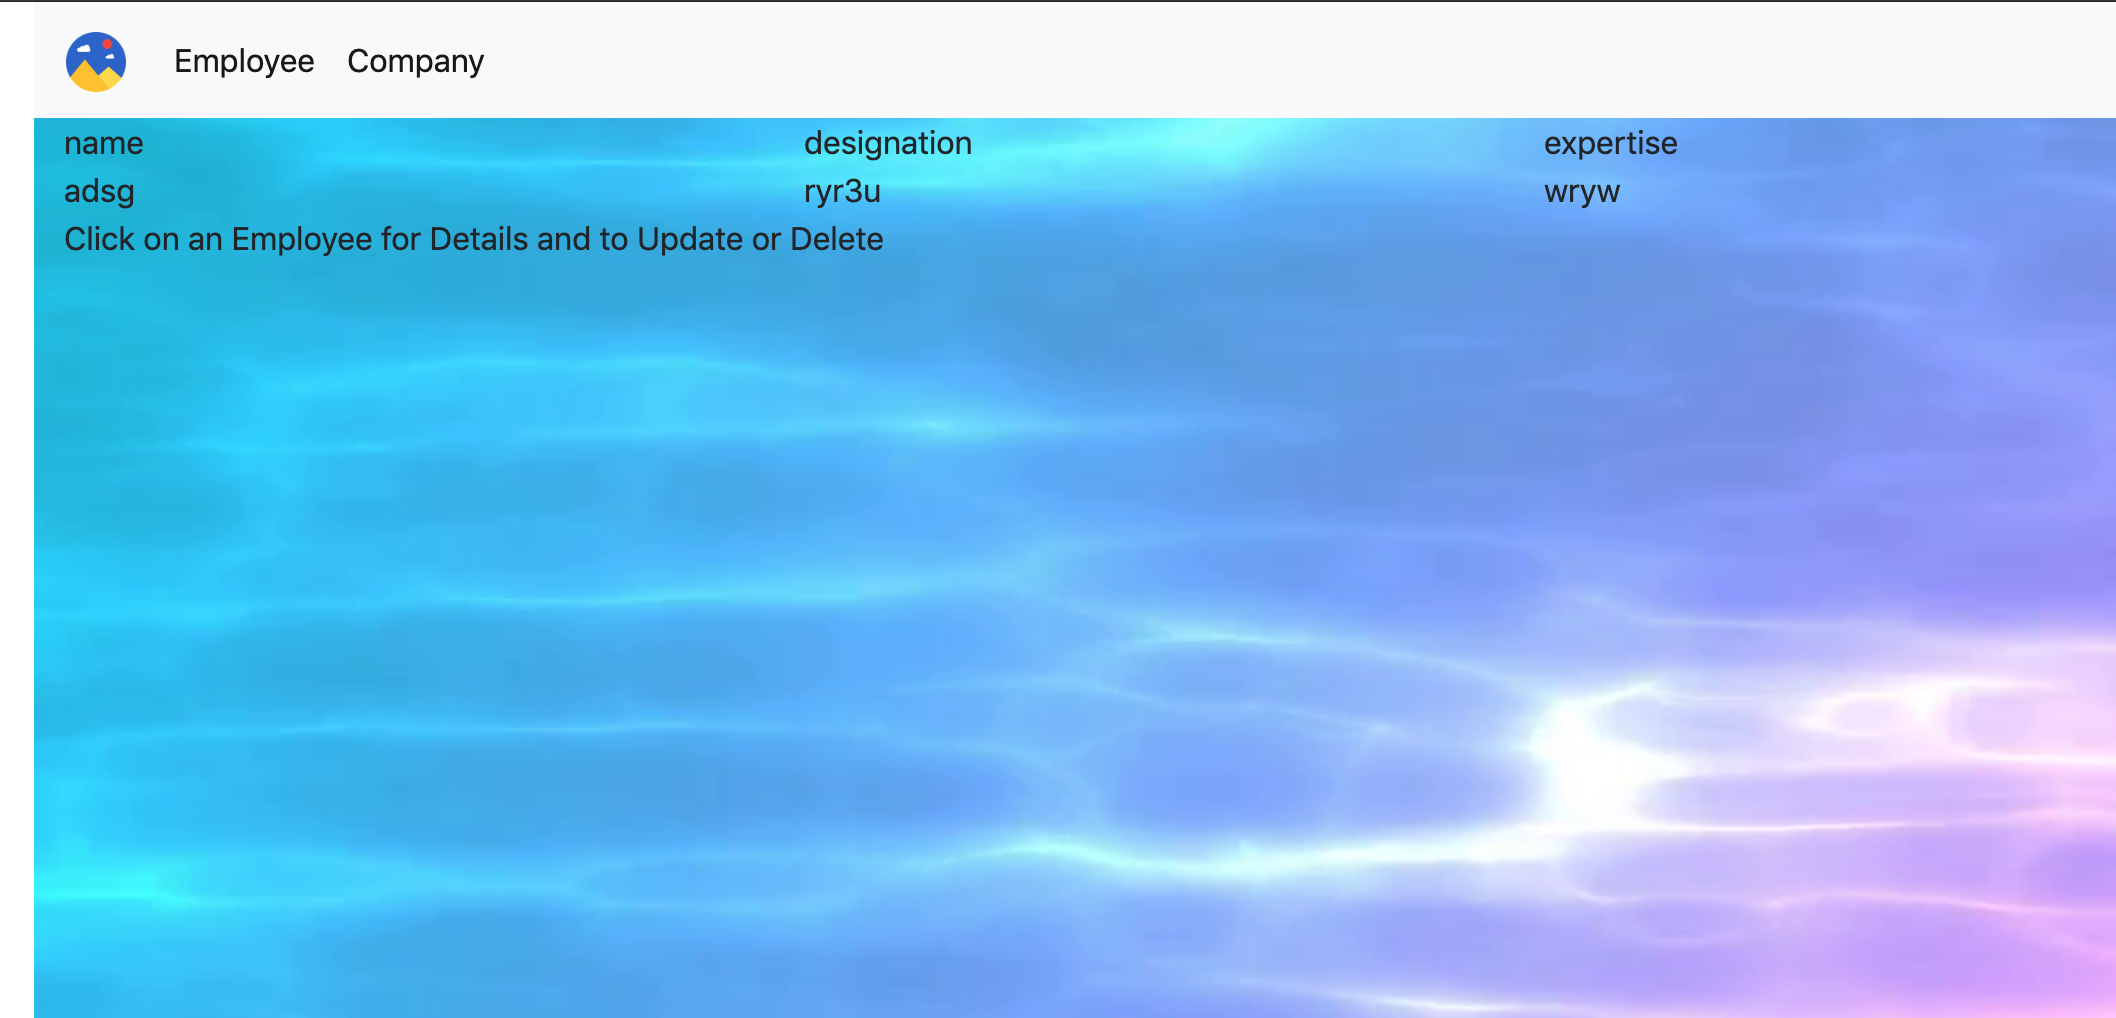 Employee Company
name designation expertise
adsg ryr3u wryw
Click on an Employee for Details and to Update or Delete